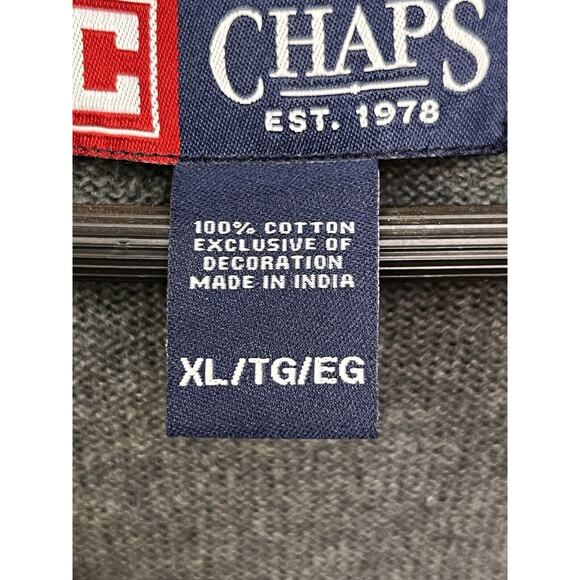 C
CHAPS
EST. 1978
100% COTTON
EXCLUSIVE OF
DECORATION
MADE IN INDIA
XL/TG/EG